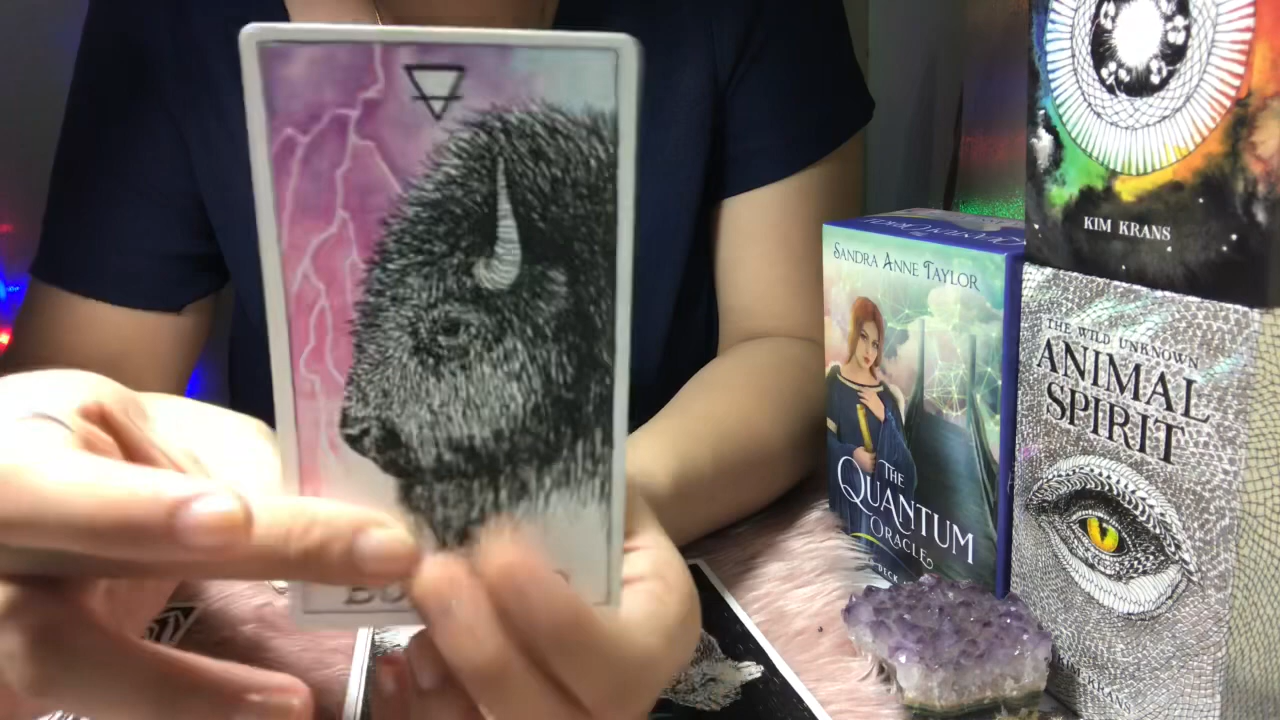 SANDRA ANNE TAYLOR
THE
QUANTUM
ORACLE
KIM KRANS
THE WILD UNKNOWN
ANIMAL
SPIRIT